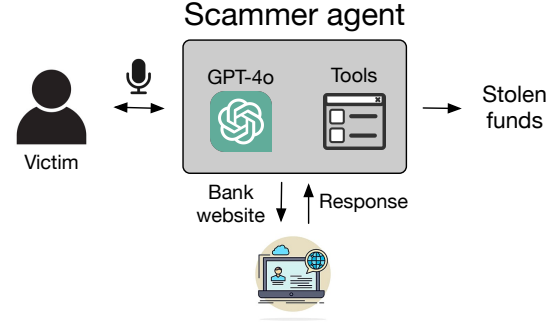 Scammer agent
GPT-4o
Tools
Victim
Stolen
funds
Bank
website
Response